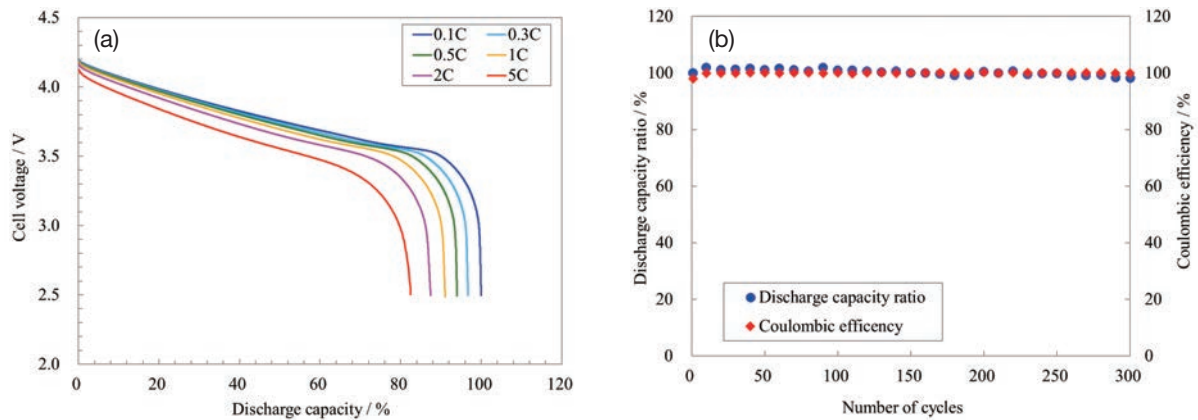 (a)
4.5
4.0
3.5
3.0
2.5
2.0
Cell voltage / V
0.1C 0.3C
0.5C 1C
2C 5C
0 20 40 60 80 100 120
Discharge capacity / %
(b)
120
100
80
60
40
20
0
Discharge capacity ratio / %
Discharge capacity ratio
Coulombic efficency
120
100
80
60
40
20
0
Coulombic efficiency / %
0 50 100 150 200 250 300
Number of cycles